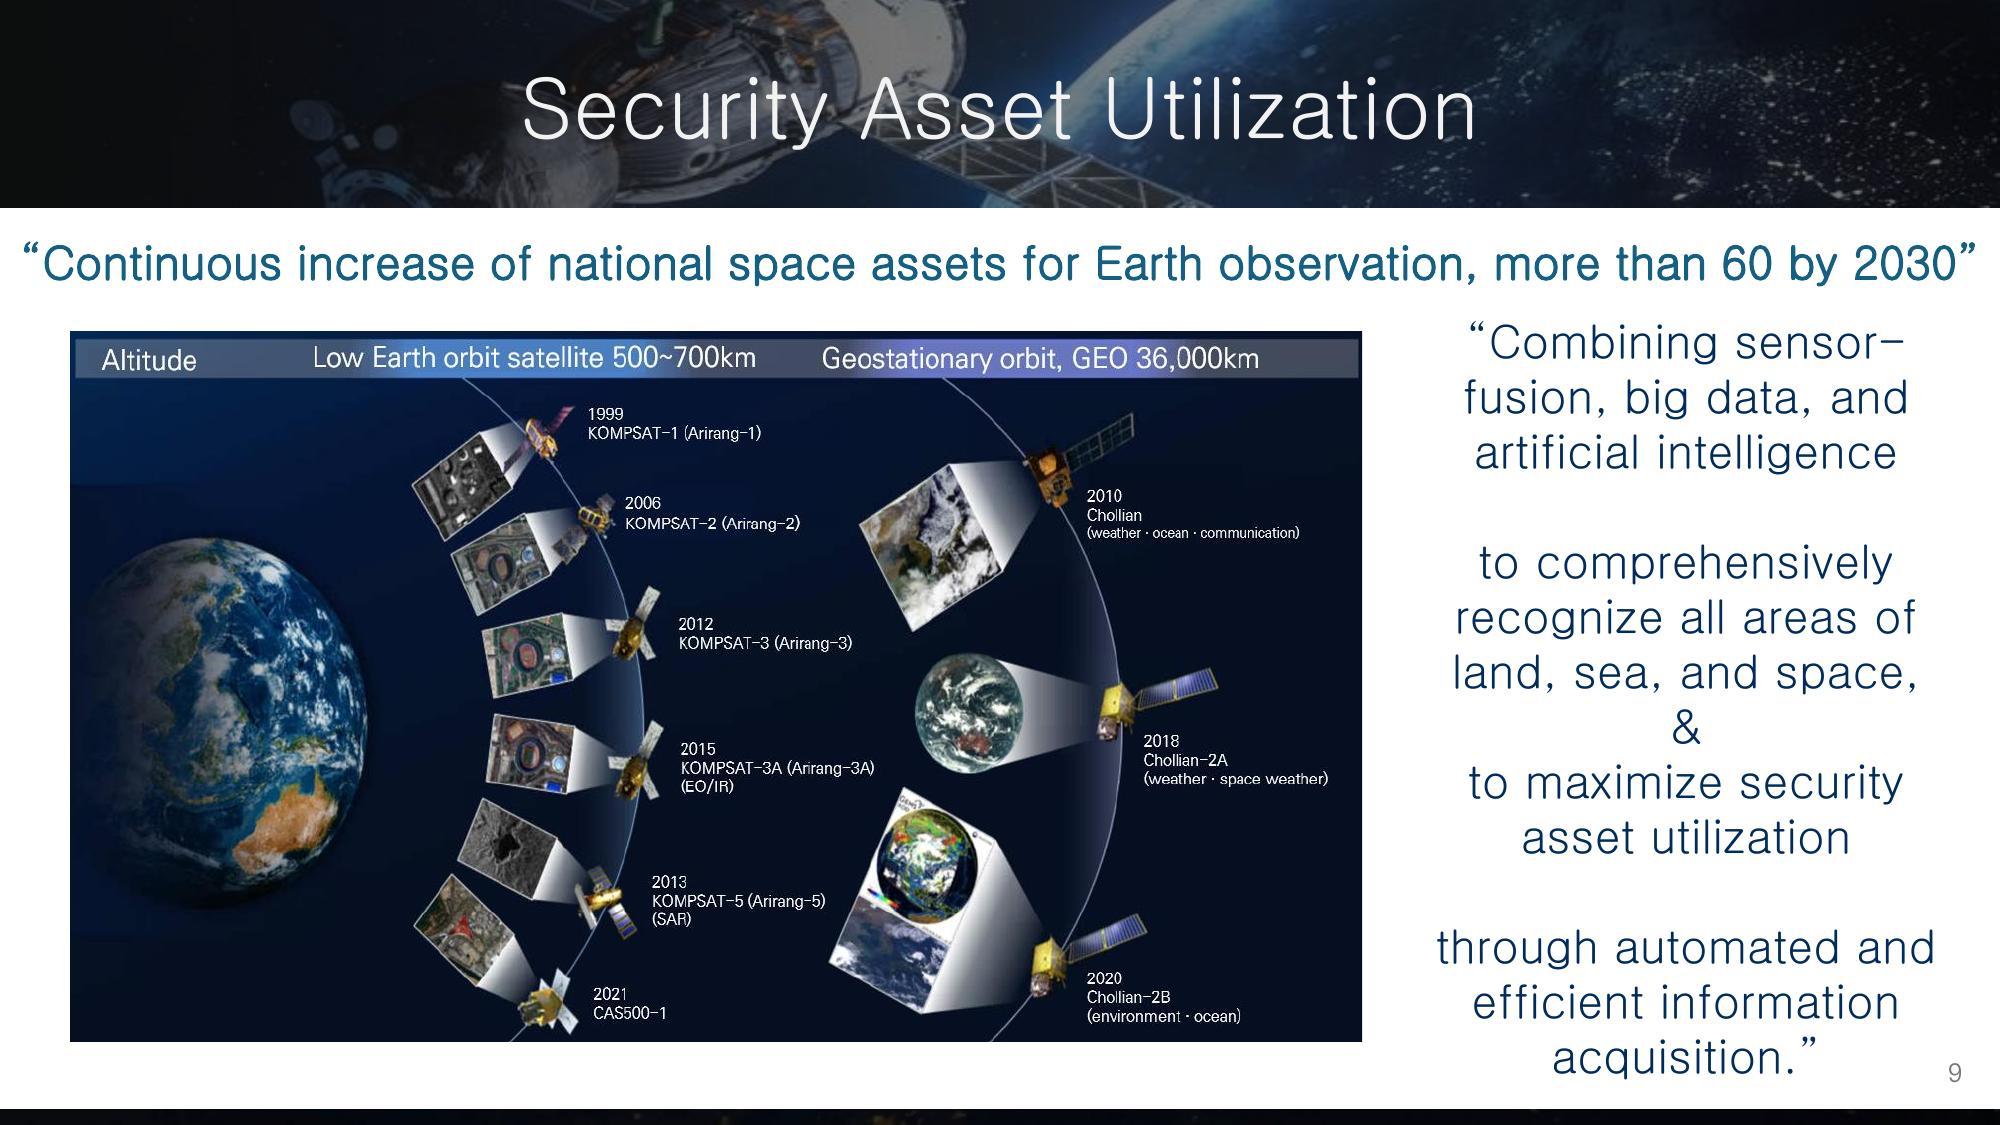 Security Asset Utilization
“Continuous increase of national space assets for Earth observation, more than 60 by 2030”
Altitude
Low Earth orbit satellite 500~700km
Geostationary orbit, GEO 36,000km
1999
KOMPSAT-1 (Arirang-1)
2006
KOMPSAT-2 (Arirang-2)
2012
KOMPSAT-3 (Arirang-3)
2015
KOMPSAT-3A (Arirang-3A)
(EO/IR)
2013
KOMPSAT-5 (Arirang-5)
(SAR)
2021
CAS500-1
2010
Chollian
(weather · ocean · communication)
2018
Chollian-2A
(weather · space weather)
2020
Chollian-2B
(environment · ocean)
“Combining sensor-
fusion, big data, and
artificial intelligence
to comprehensively
recognize all areas of
land, sea, and space,
&
to maximize security
asset utilization
through automated and
efficient information
acquisition.”
9